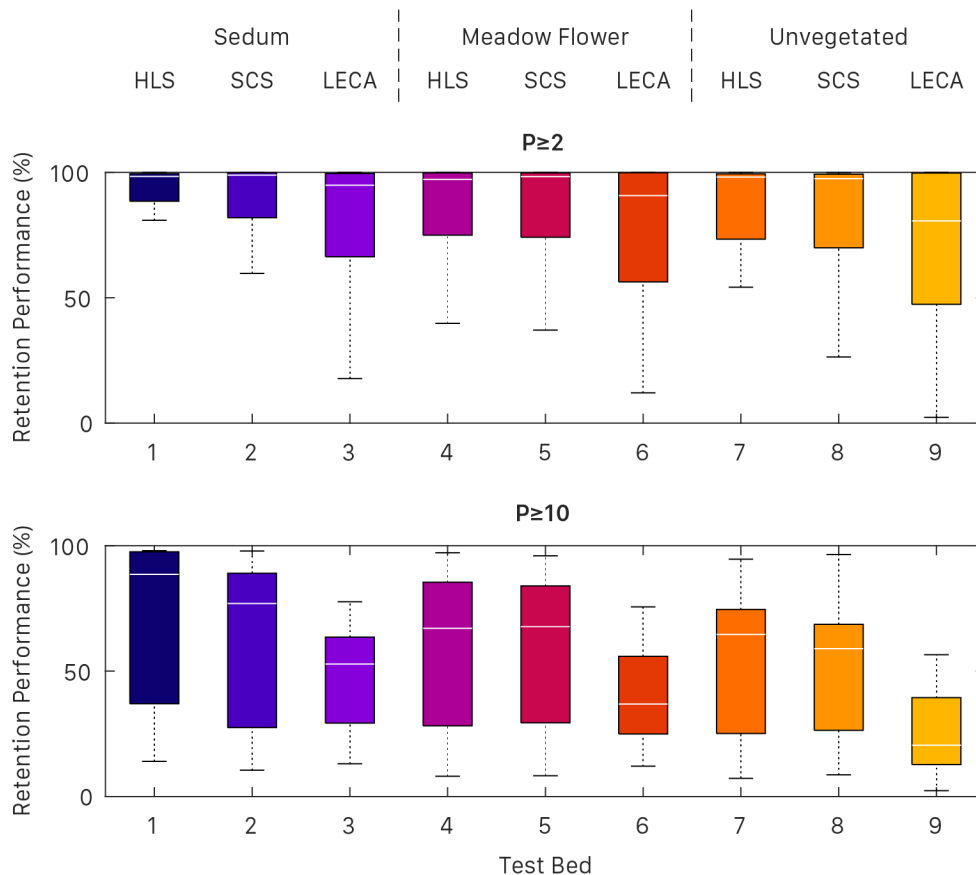 Sedum Meadow Flower Unvegetated
HLS SCS LECA HLS SCS LECA HLS SCS LECA
P≥2
Retention Performance (%)
100
50
0
1 2 3 4 5 6 7 8 9
P≥10
Retention Performance (%)
100
50
0
1 2 3 4 5 6 7 8 9
Test Bed